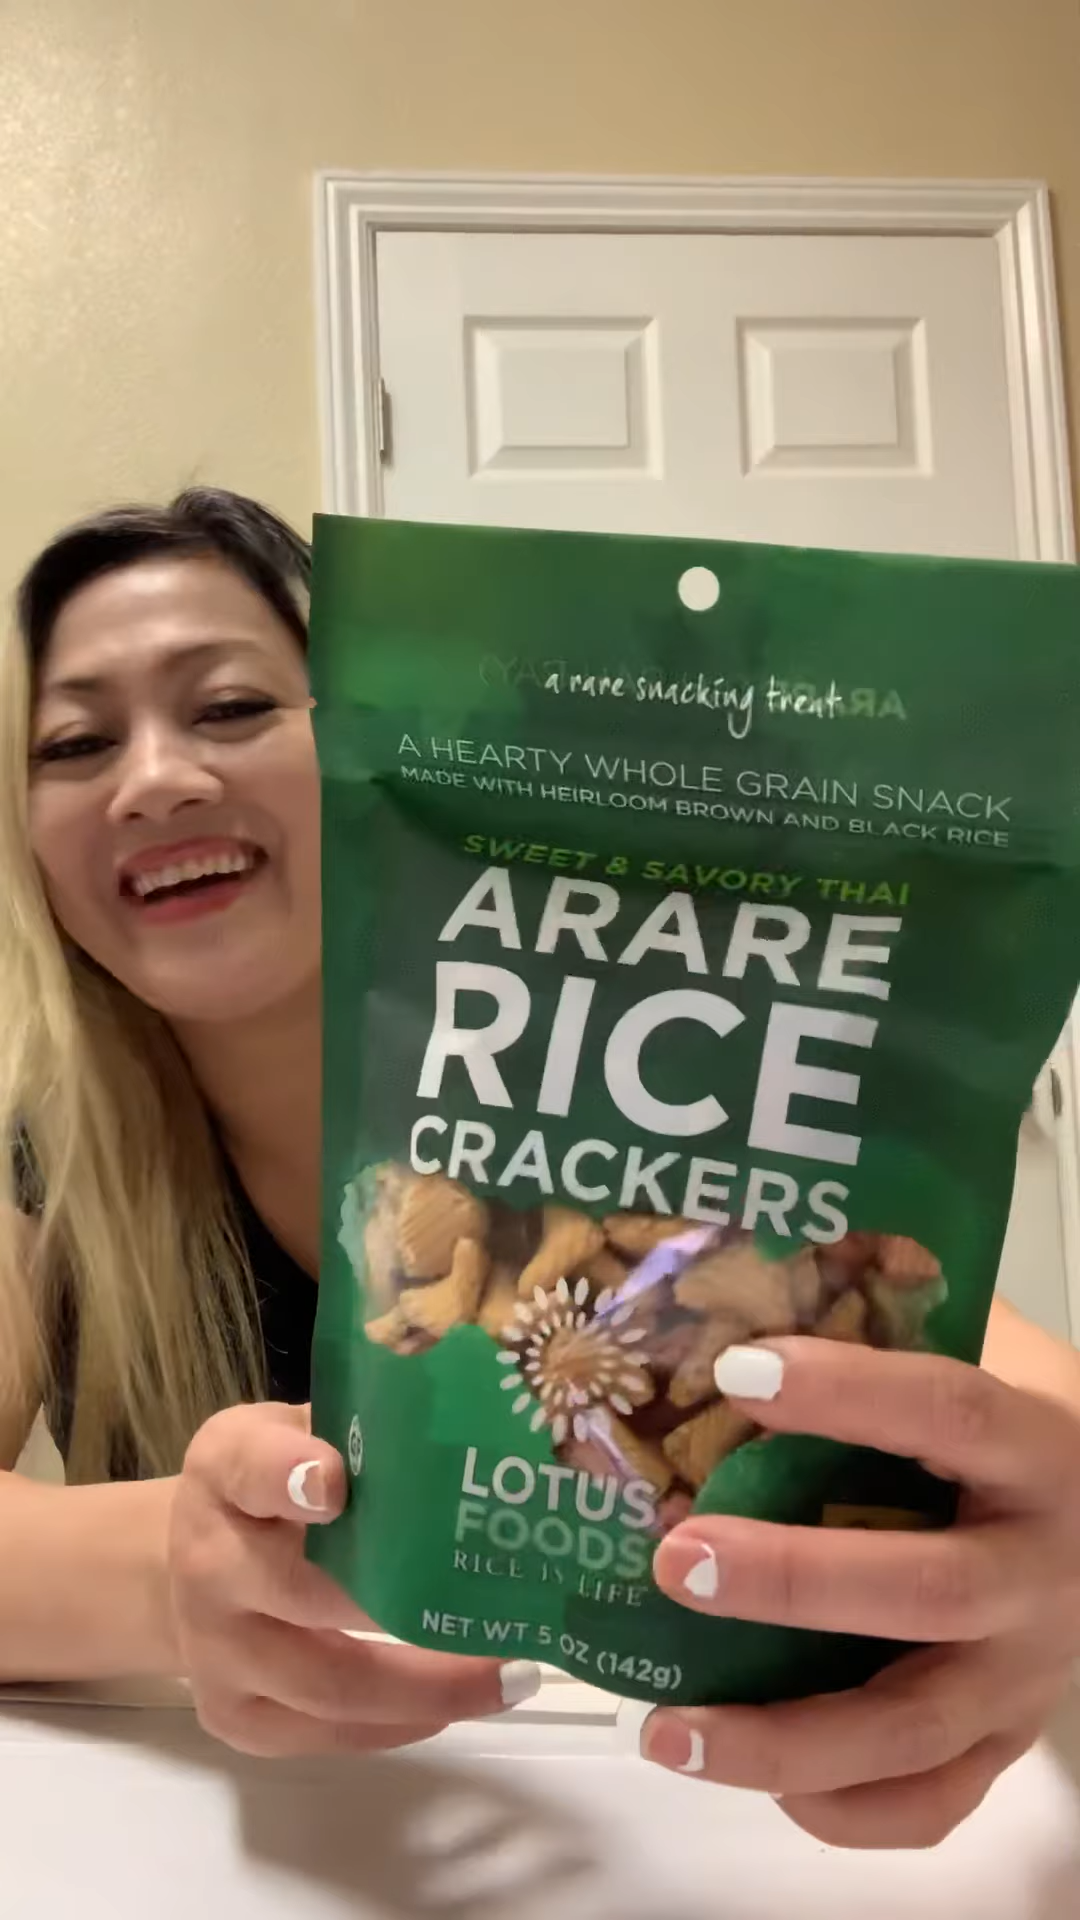 a rare snacking treat
A HEARTY WHOLE GRAIN SNACK
MADE WITH HEIRLOOM BROWN AND BLACK RICE
SWEET & SAVORY THAI
ARARE
RICE
CRACKERS
LOTUS
FOODS
RICE IS LIFE
NET WT 5 OZ (142g)